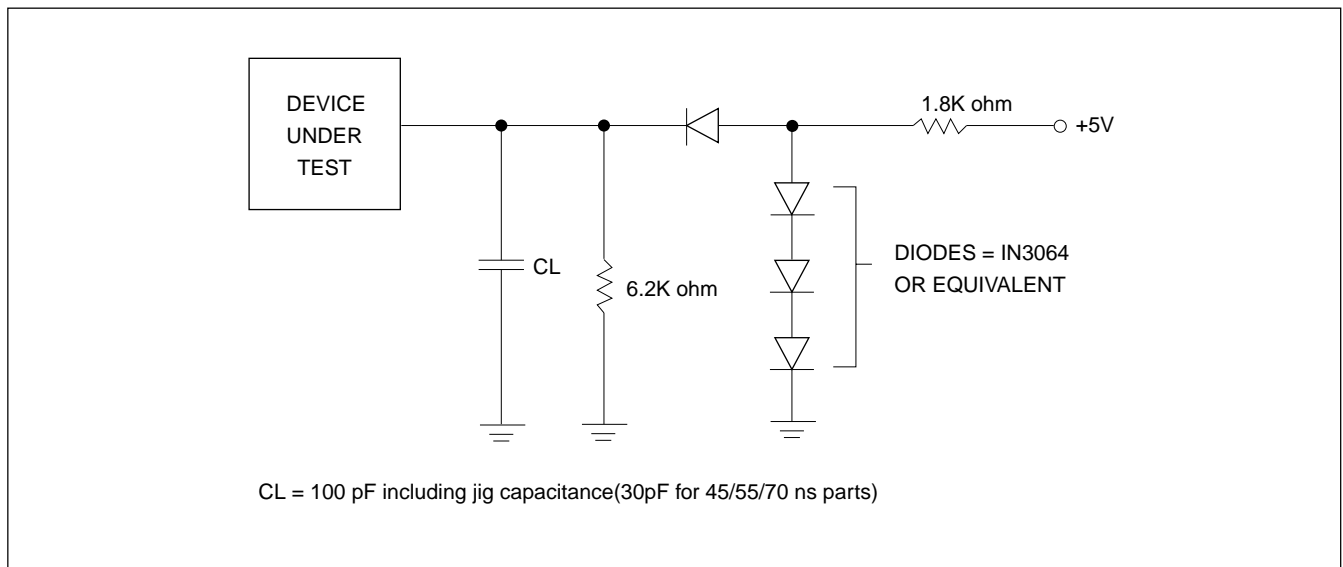 DEVICE
UNDER
TEST
1.8K ohm
+5V
CL
6.2K ohm
DIODES = IN3064
OR EQUIVALENT
CL = 100 pF including jig capacitance(30pF for 45/55/70 ns parts)